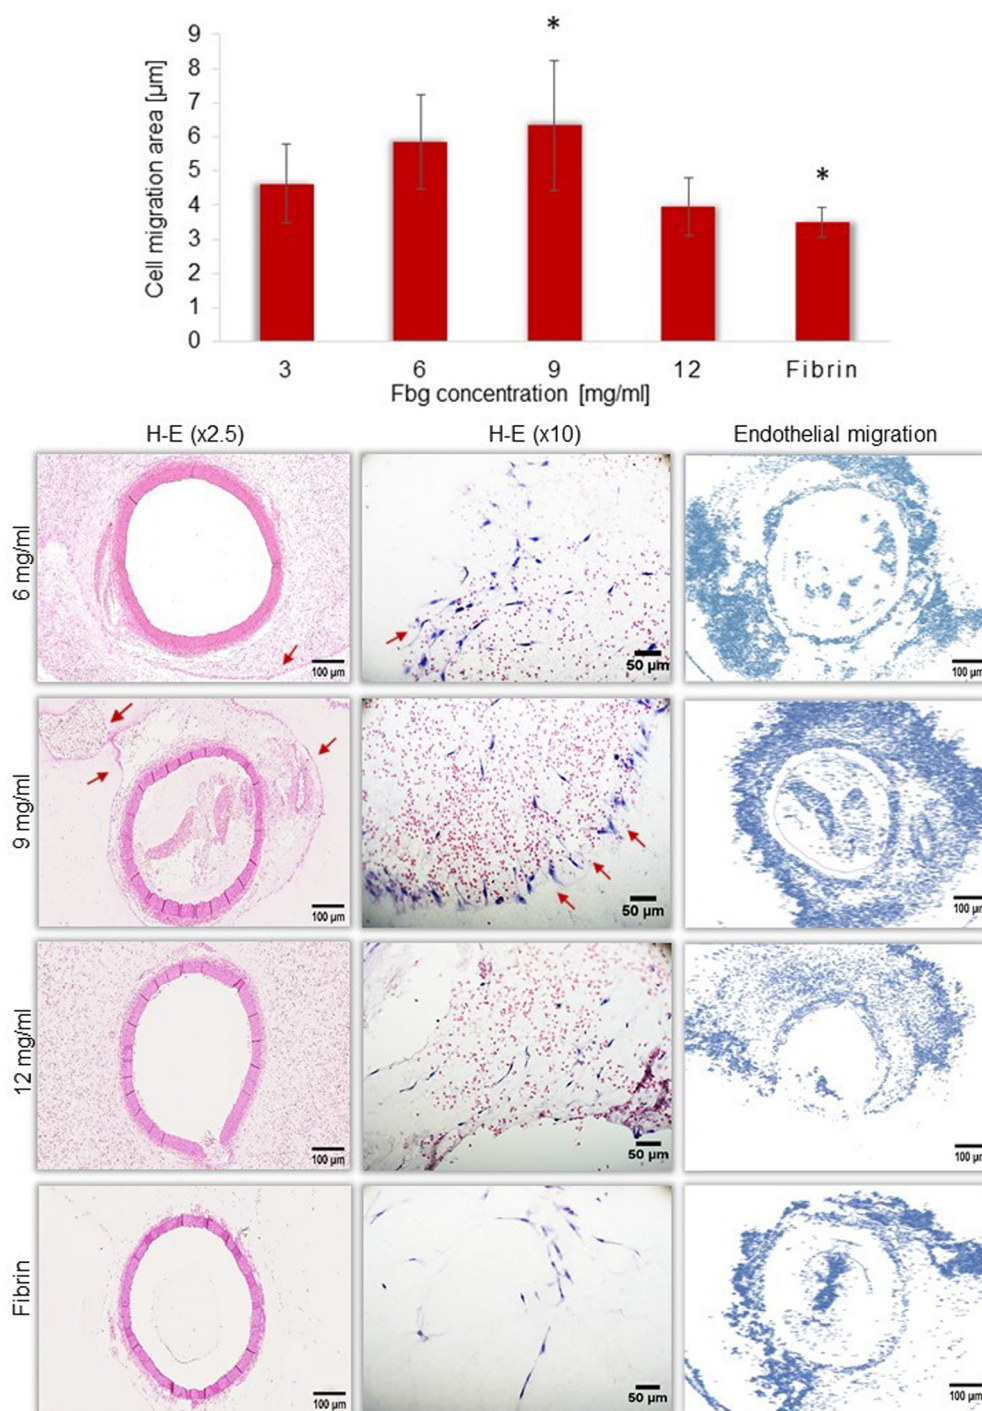 *
*
9
8
7
6
5
4
3
2
1
0
Cell migration area [µm]
3 6 9 12 Fibrin
Fbg concentration [mg/ml]
H-E (x2.5) H-E (x10) Endothelial migration
6 mg/ml
100 µm 50 µm 100 µm
9 mg/ml
100 µm 50 µm 100 µm
12 mg/ml
100 µm 50 µm 100 µm
Fibrin
100 µm 50 µm 100 µm